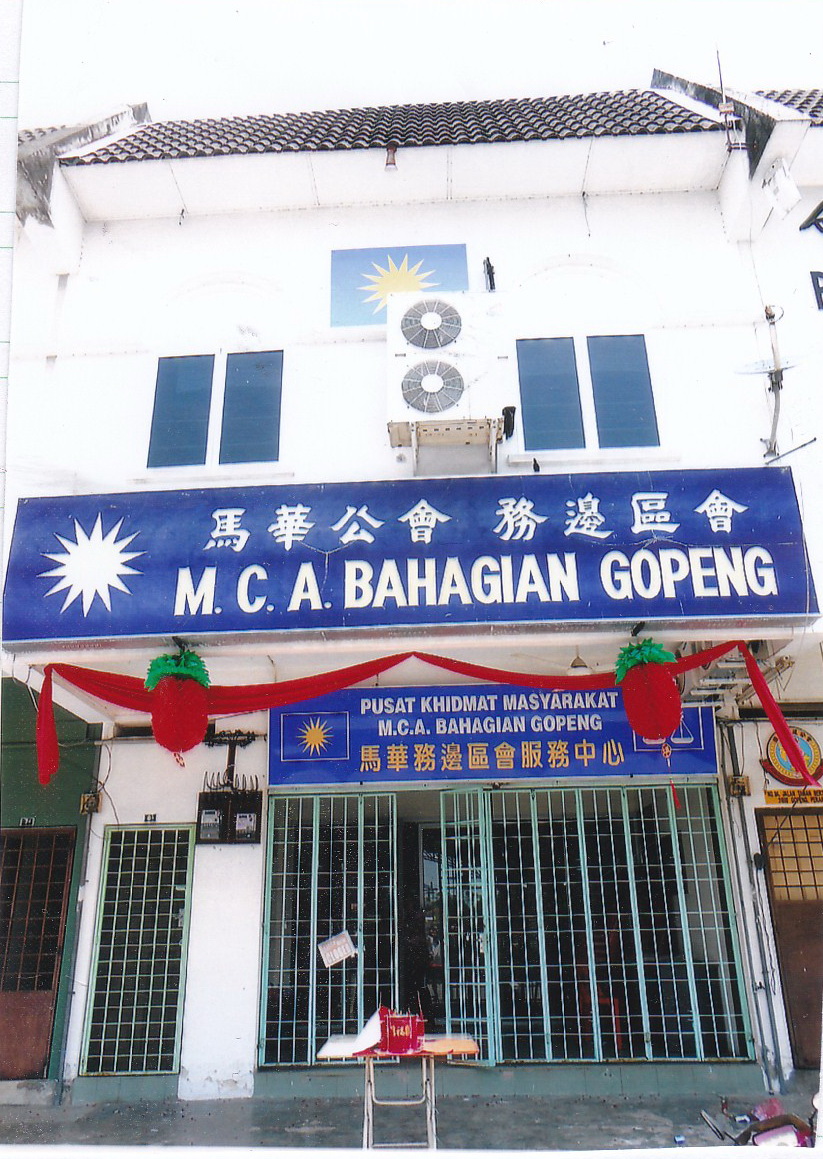 馬華公會 務邊區會
M. C. A. BAHAGIAN GOPENG
PUSAT KHIDMAT MASYARAKAT
M.C.A. BAHAGIAN GOPENG
馬華務邊區會服務中心
CLOSED